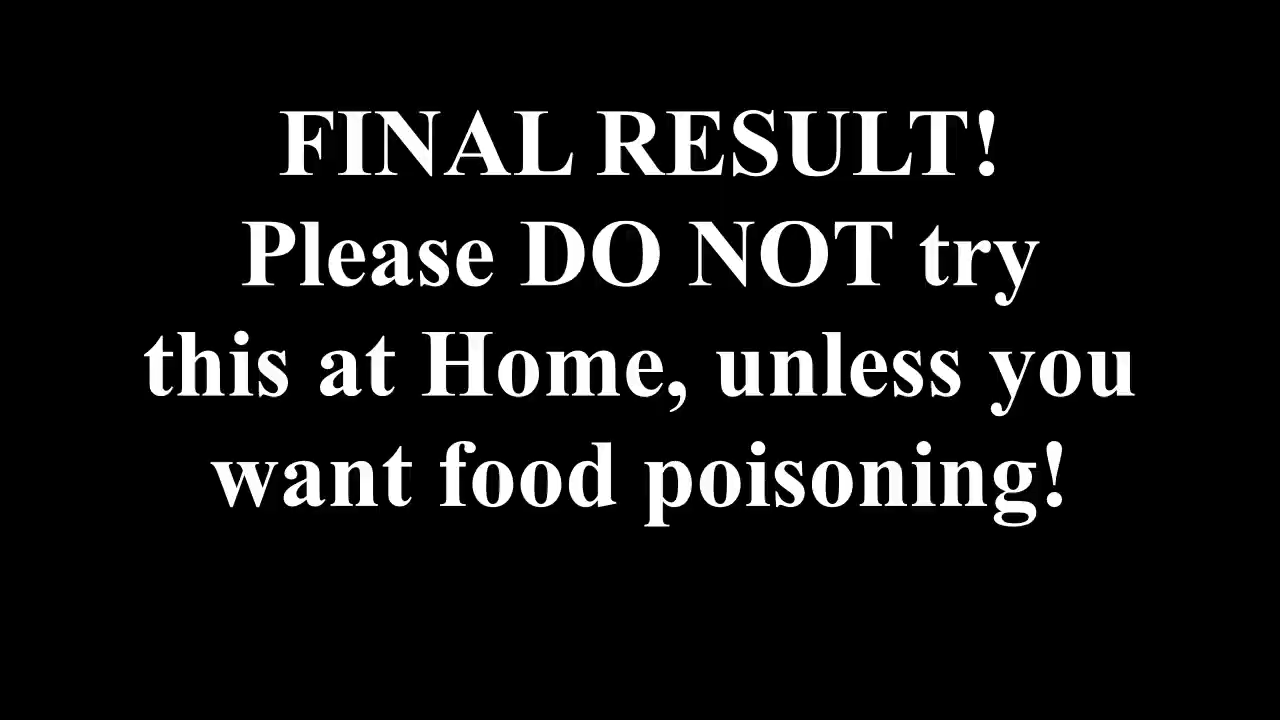 FINAL RESULT!
Please DO NOT try
this at Home, unless you
want food poisoning!